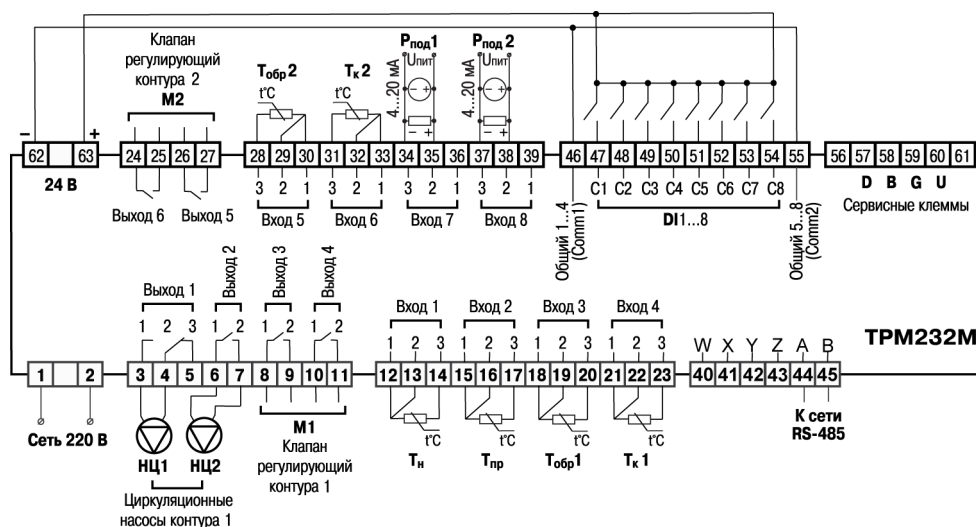 Клапан
регулирующий
контура 2
M2
Tобр2
t°C
Tк2
t°C
Pпод1
Uпит
4...20 мА
− +
− +
Pпод2
Uпит
4...20 мА
− +
− +
− +
62 63 24 25 26 27 28 29 30 31 32 33 34 35 36 37 38 39 46 47 48 49 50 51 52 53 54 55 56 57 58 59 60 61
24 В
Выход 6
Выход 5
3 2 1
Вход 5
3 2 1
Вход 6
3 2 1
Вход 7
3 2 1
Вход 8
Общий 1...4
(Comm1)
C1 C2 C3 C4 C5 C6 C7 C8
DI1...8
Общий 5...8
(Comm2)
D B G U
Сервисные клеммы
Выход 1
1 2 3
Выход 2
1 2
Выход 3
1 2
Выход 4
1 2
Вход 1
1 2 3
Вход 2
1 2 3
Вход 3
1 2 3
Вход 4
1 2 3
W X Y Z A B
ТРМ232М
1 2 3 4 5 6 7 8 9 10 11 12 13 14 15 16 17 18 19 20 21 22 23 40 41 42 43 44 45
Сеть 220 В
НЦ1 НЦ2
Циркуляционные
насосы контура 1
M1
Клапан
регулирующий
контура 1
t°C
Tн
t°C
Tпр
t°C
Tобр1
t°C
Tк1
К сети
RS-485